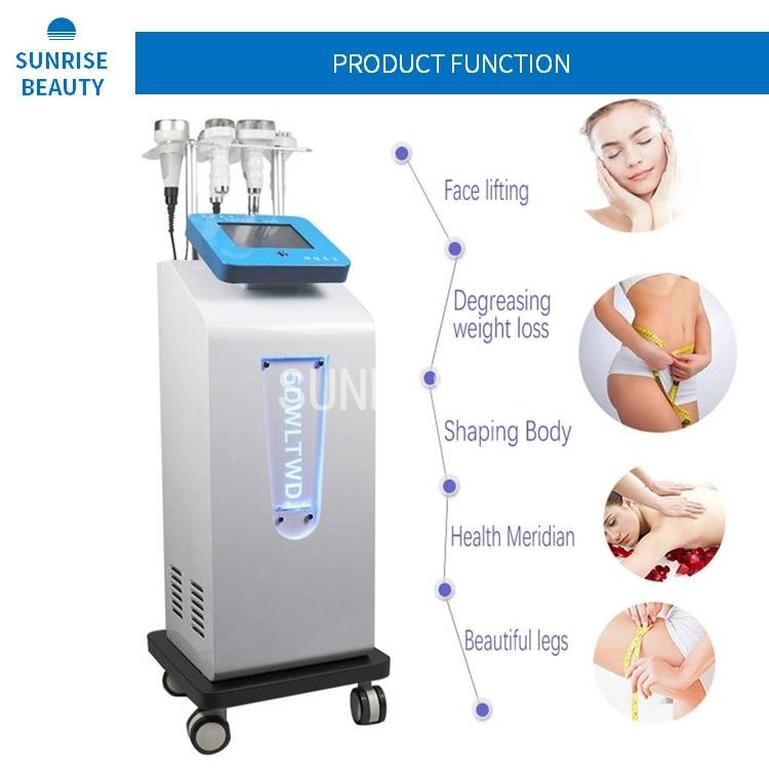 SUNRISE
BEAUTY
PRODUCT FUNCTION
Face lifting
Degreasing
weight loss
Shaping Body
Health Meridian
Beautiful legs